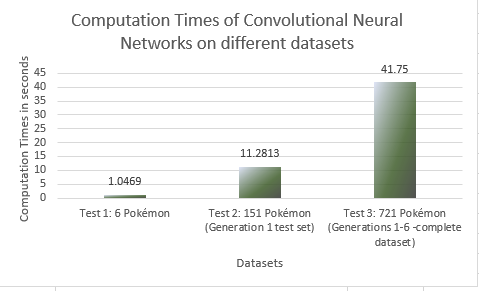 Computation Times of Convolutional Neural
Networks on different datasets
Computation Times in seconds
45
40
35
30
25
20
15
10
5
0
1.0469
11.2813
41.75
Test 1: 6 Pokémon
Test 2: 151 Pokémon
(Generation 1 test set)
Test 3: 721 Pokémon
(Generations 1-6 -complete
dataset)
Datasets